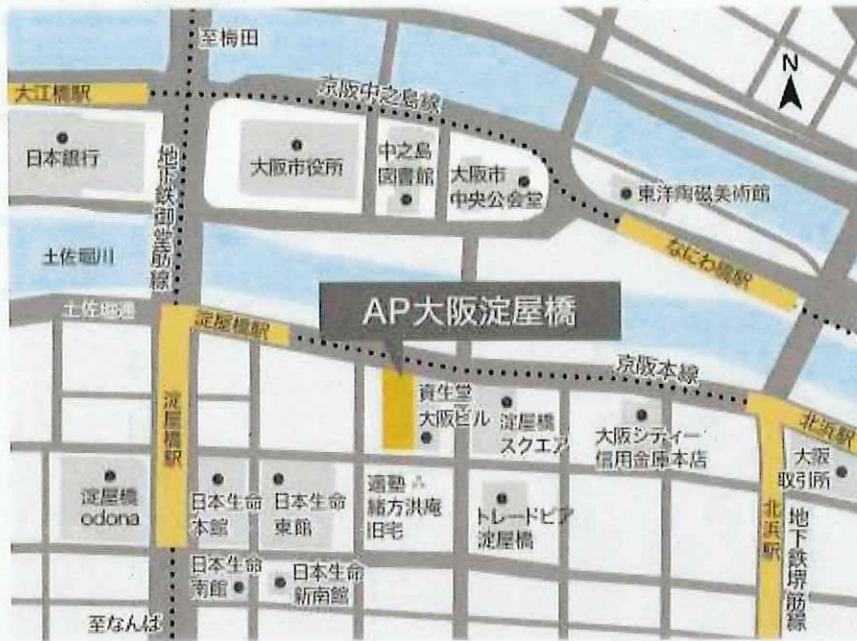 至梅田
N
大江橋駅
京阪中之島線
日本銀行
地下鉄御堂筋線
大阪市役所
中之島
図書館
大阪市
中央公会堂
東洋陶磁美術館
なにわ橋駅
土佐堀川
土佐堀通
淀屋橋駅
AP大阪淀屋橋
京阪本線
淀屋橋駅
資生堂
大阪ビル
淀屋橋
スクエア
大阪シティー
信用金庫本店
北浜駅
大阪
取引所
淀屋橋
odona
日本生命
本館
日本生命
東館
適塾
緒方洪庵
旧宅
トレードピア
淀屋橋
北浜駅
地下鉄堺筋線
日本生命
南館
日本生命
新南館
至なんば